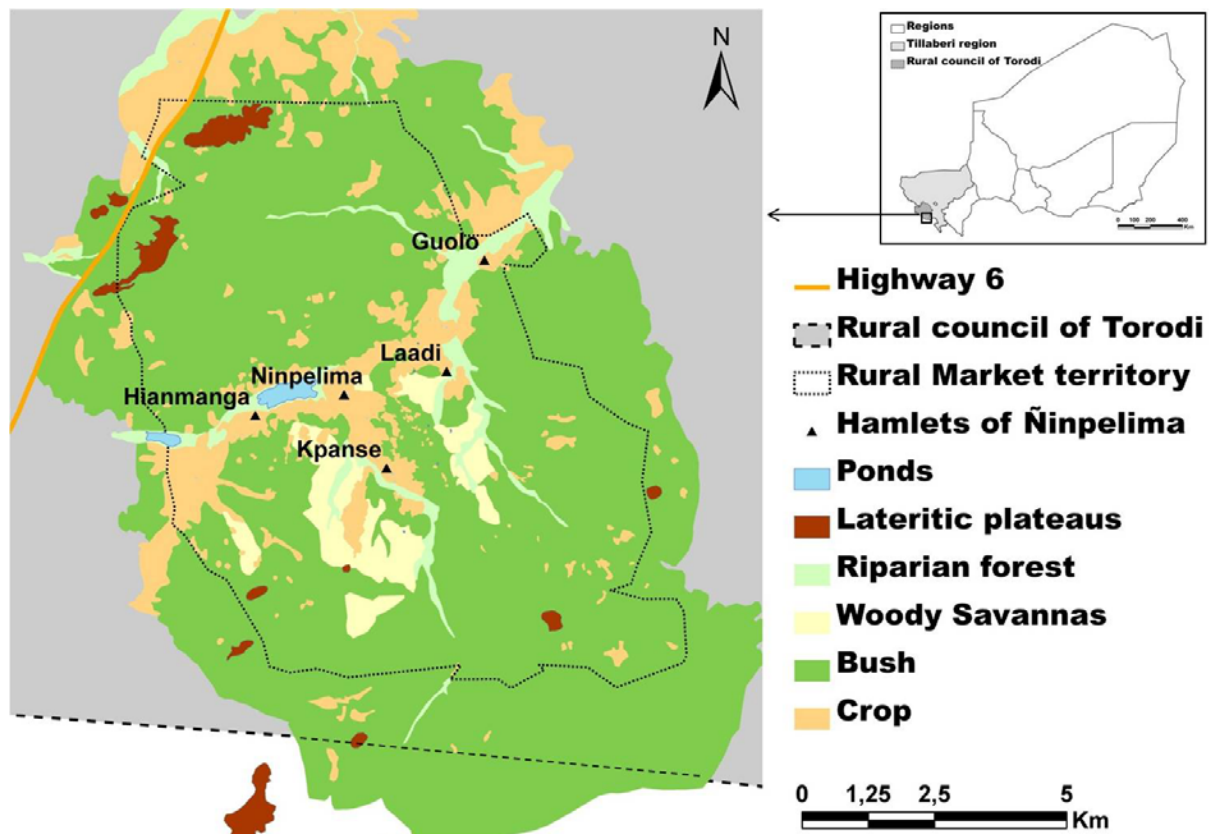 N
Guolo
Laadi
Ninpelima
Hianmanga
Kpanse
Regions
Tillaberi region
Rural council of Torodi
0 100 200 400
Km
Highway 6
Rural council of Torodi
Rural Market territory
Hamlets of Ñinpelima
Ponds
Lateritic plateaus
Riparian forest
Woody Savannas
Bush
Crop
0 1,25 2,5 5
Km